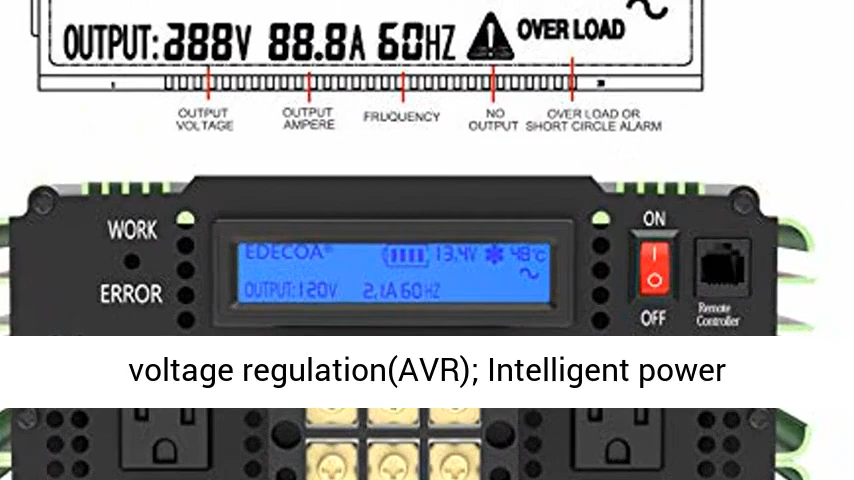 OUTPUT: 288V 88.8A 60HZ OVER LOAD
OUTPUT VOLTAGE
OUTPUT AMPERE
FRUQUENCY
NO OUTPUT
OVER LOAD OR SHORT CIRCLE ALARM
WORK
ERROR
EDECOA® 13.4V 48℃
OUTPUT:120V 2.1A 60HZ
ON
OFF
Remote
Controller
voltage regulation(AVR); Intelligent power